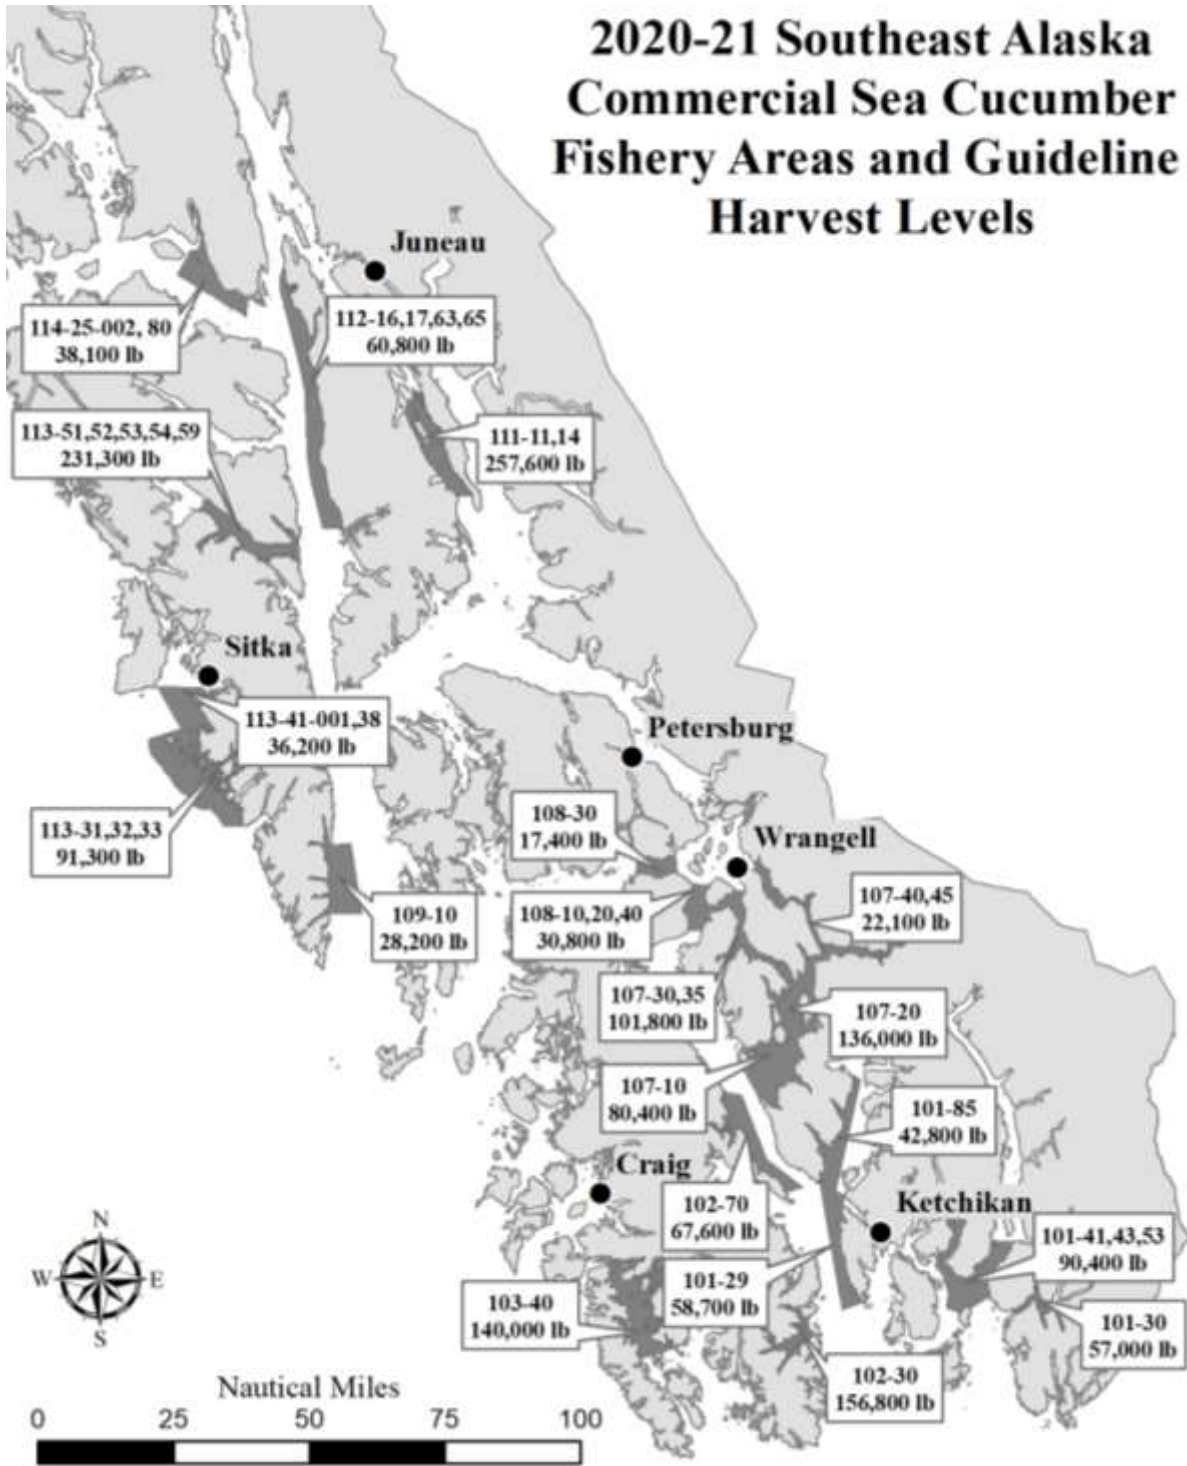 2020-21 Southeast Alaska
Commercial Sea Cucumber
Fishery Areas and Guideline
Harvest Levels
Juneau
114-25-002, 80
38,100 lb
112-16,17,63,65
60,800 lb
113-51,52,53,54,59
231,300 lb
111-11,14
257,600 lb
Sitka
113-41-001,38
36,200 lb
Petersburg
113-31,32,33
91,300 lb
108-30
17,400 lb
Wrangell
109-10
28,200 lb
108-10,20,40
30,800 lb
107-40,45
22,100 lb
107-30,35
101,800 lb
107-20
136,000 lb
107-10
80,400 lb
101-85
42,800 lb
Craig
102-70
67,600 lb
Ketchikan
101-41,43,53
90,400 lb
101-29
58,700 lb
103-40
140,000 lb
101-30
57,000 lb
102-30
156,800 lb
N
W E
S
Nautical Miles
0 25 50 75 100